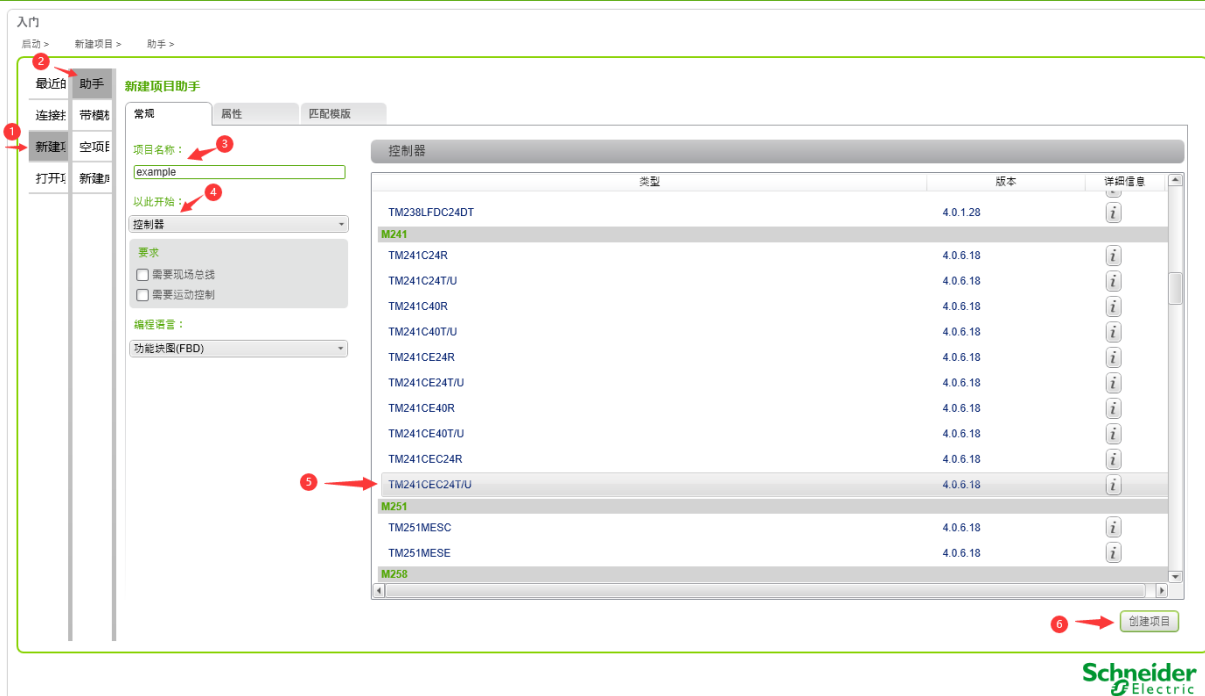 入门
启动 > 新建项目 > 助手 >
2
最近的 助手 新建项目助手
连接控 带模板 常规 属性 匹配模版
1
新建项 空项目 项目名称： 3 控制器
打开项 新建库 example 类型 版本 详细信息
以此开始： 4
TM238LFDC24DT 4.0.1.28
控制器
M241
要求
TM241C24R 4.0.6.18
需要现场总线
TM241C24T/U 4.0.6.18
需要运动控制
TM241C40R 4.0.6.18
编程语言：
TM241C40T/U 4.0.6.18
功能块图(FBD)
TM241CE24R 4.0.6.18
TM241CE24T/U 4.0.6.18
TM241CE40R 4.0.6.18
TM241CE40T/U 4.0.6.18
TM241CEC24R 4.0.6.18
5 TM241CEC24T/U 4.0.6.18
M251
TM251MESC 4.0.6.18
TM251MESE 4.0.6.18
M258
6 创建项目
Schneider
Electric